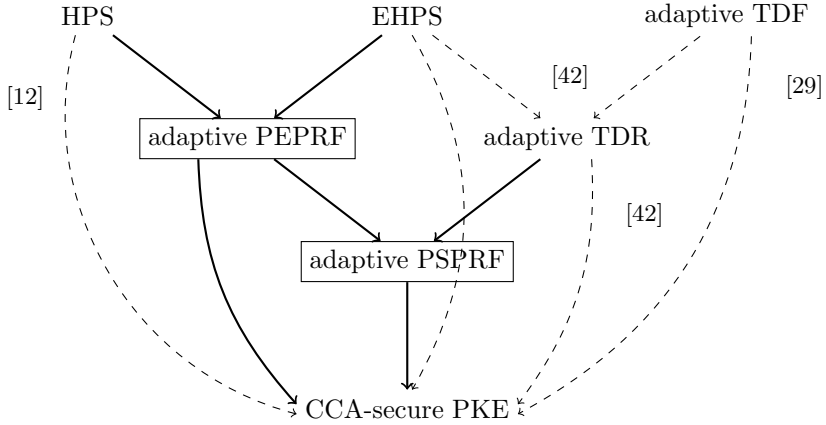 HPS
EHPS
adaptive TDF
[12]
[42]
[29]
adaptive PEPRF
adaptive TDR
[42]
adaptive PSPRF
CCA-secure PKE